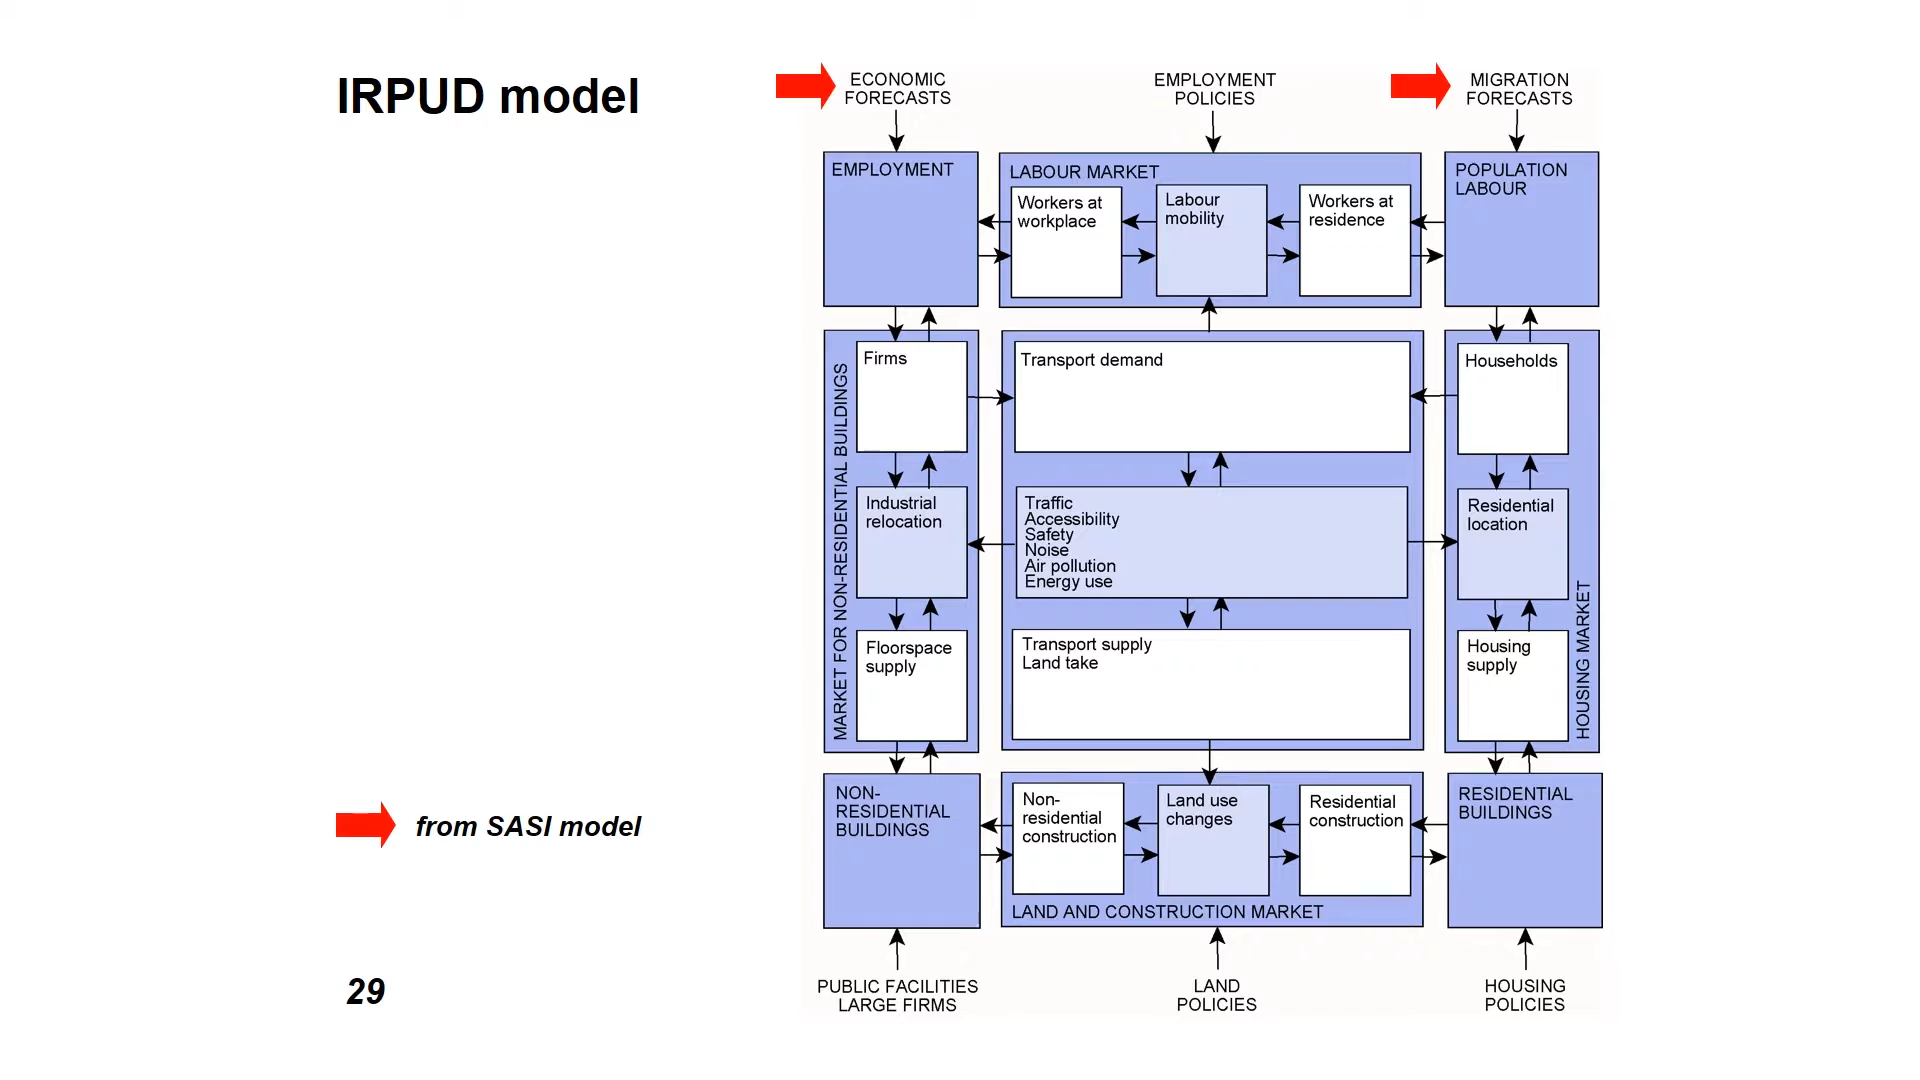 IRPUD model
ECONOMIC
FORECASTS
EMPLOYMENT
POLICIES
MIGRATION
FORECASTS
EMPLOYMENT
LABOUR MARKET
Workers at
workplace
Labour
mobility
Workers at
residence
POPULATION
LABOUR
MARKET FOR NON-RESIDENTIAL BUILDINGS
Firms
Transport demand
Households
Industrial
relocation
Traffic
Accessibility
Safety
Noise
Air pollution
Energy use
Residential
location
Floorspace
supply
Transport supply
Land take
Housing
supply
HOUSING MARKET
NON-
RESIDENTIAL
BUILDINGS
Non-
residential
construction
Land use
changes
Residential
construction
RESIDENTIAL
BUILDINGS
LAND AND CONSTRUCTION MARKET
from SASI model
PUBLIC FACILITIES
LARGE FIRMS
LAND
POLICIES
HOUSING
POLICIES
29